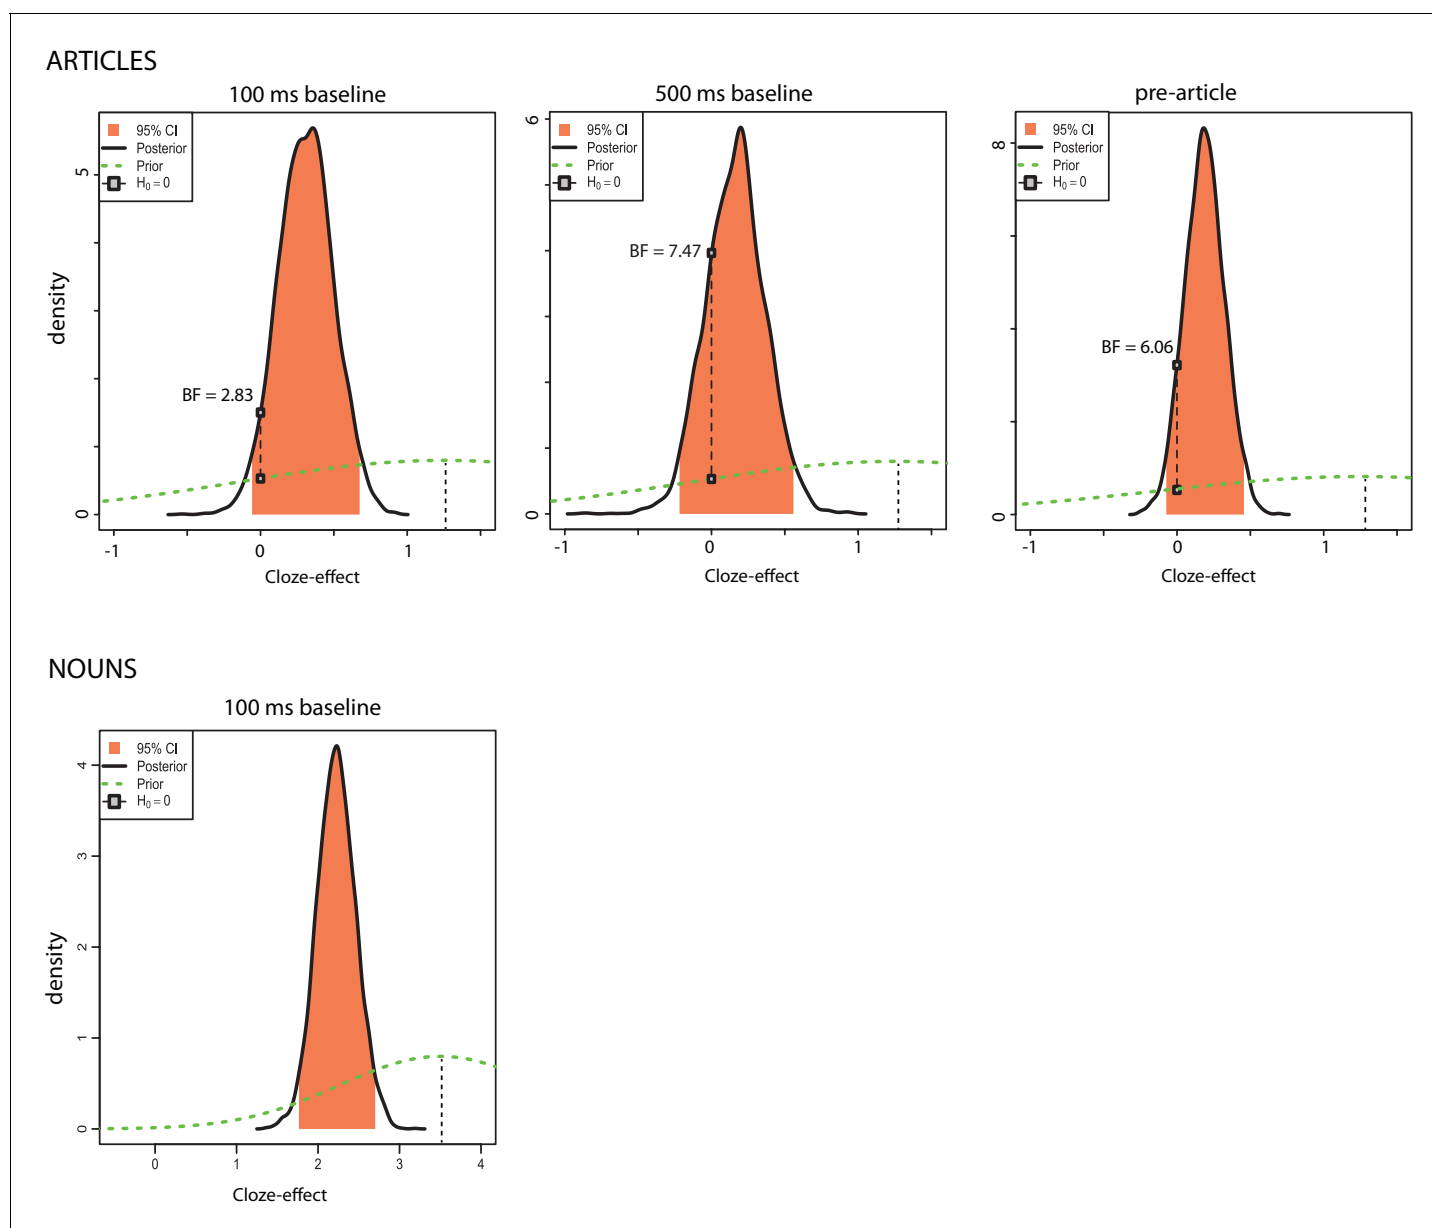 ARTICLES
100 ms baseline
95% CI
Posterior
Prior
H₀ = 0
BF = 2.83
density
0
5
-1
0
1
Cloze-effect
500 ms baseline
95% CI
Posterior
Prior
H₀ = 0
BF = 7.47
0
6
-1
0
1
Cloze-effect
pre-article
95% CI
Posterior
Prior
H₀ = 0
BF = 6.06
0
8
-1
0
1
Cloze-effect
NOUNS
100 ms baseline
95% CI
Posterior
Prior
H₀ = 0
density
0
1
2
3
4
0
1
2
3
4
Cloze-effect